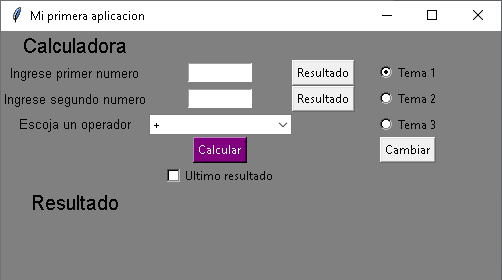 Mi primera aplicacion
Calculadora
Ingrese primer numero Resultado Tema 1
Ingrese segundo numero Resultado Tema 2
Escoja un operador + Tema 3
Calcular Cambiar
Ultimo resultado
Resultado